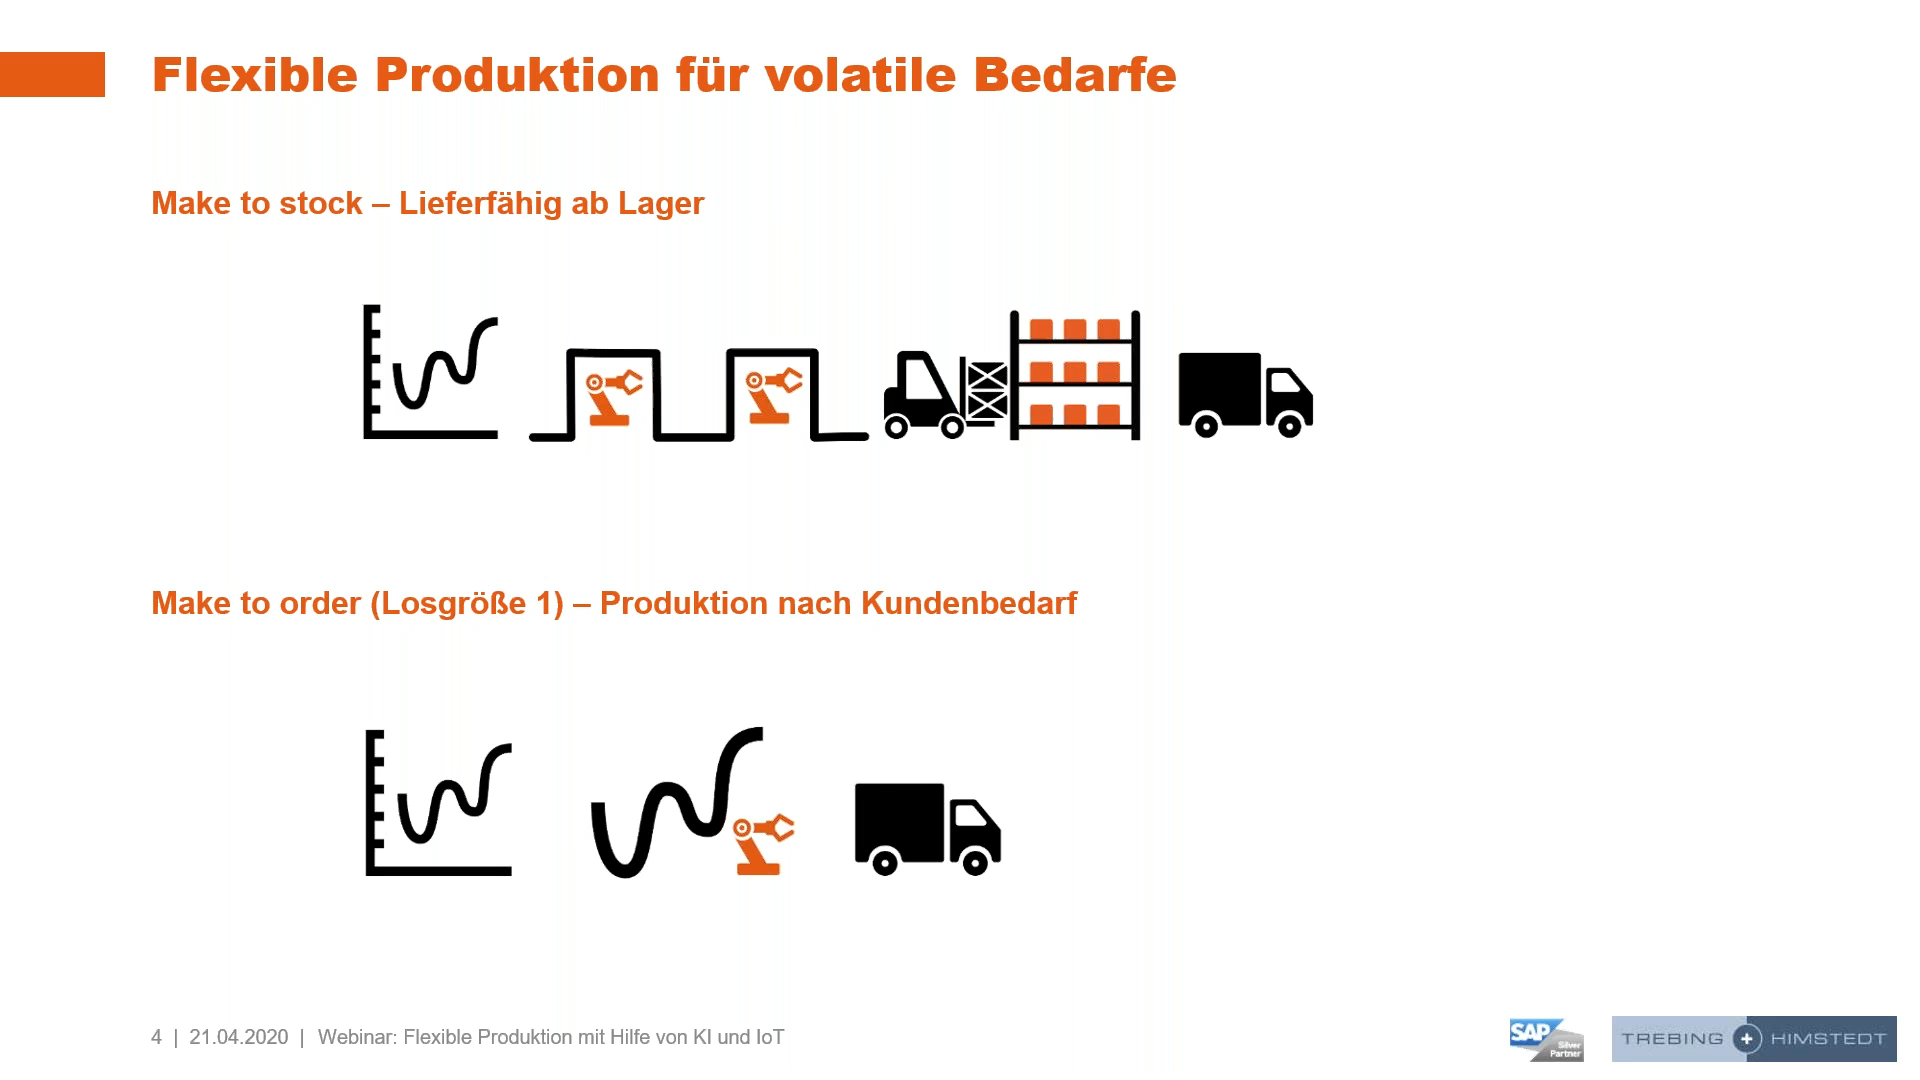 Flexible Produktion für volatile Bedarfe
Make to stock – Lieferfähig ab Lager
Make to order (Losgröße 1) – Produktion nach Kundenbedarf
4 | 21.04.2020 | Webinar: Flexible Produktion mit Hilfe von KI und IoT
SAP
Silver
Partner
TREBING + HIMSTEDT